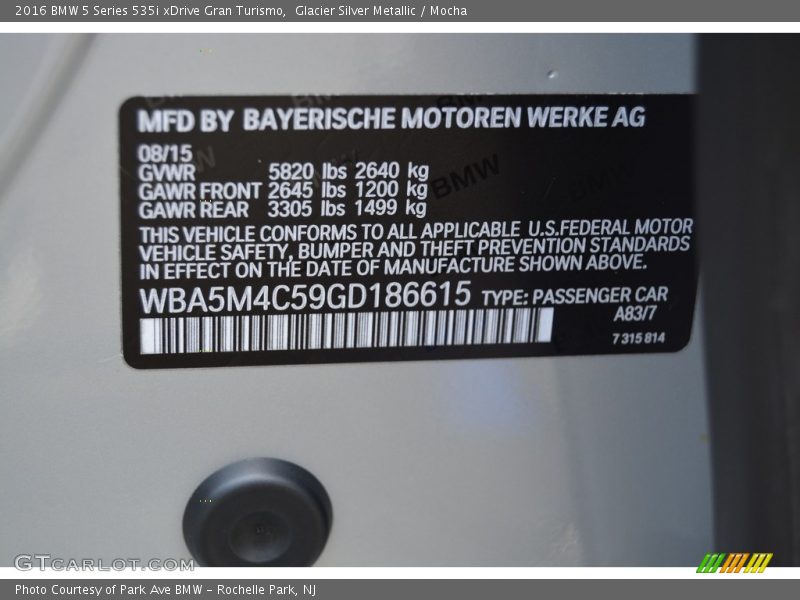 2016 BMW 5 Series 535i xDrive Gran Turismo,  Glacier Silver Metallic / Mocha
MFD BY BAYERISCHE MOTOREN WERKE AG
08/15
GVWR 5820 lbs 2640 kg
GAWR FRONT 2645 lbs 1200 kg
GAWR REAR 3305 lbs 1499 kg
BMW
THIS VEHICLE CONFORMS TO ALL APPLICABLE U.S.FEDERAL MOTOR
VEHICLE SAFETY, BUMPER AND THEFT PREVENTION STANDARDS
IN EFFECT ON THE DATE OF MANUFACTURE SHOWN ABOVE.
WBA5M4C59GD186615 TYPE: PASSENGER CAR
A83/7
7 315 814
GTCARLOT.COM
Photo Courtesy of Park Ave BMW - Rochelle Park, NJ